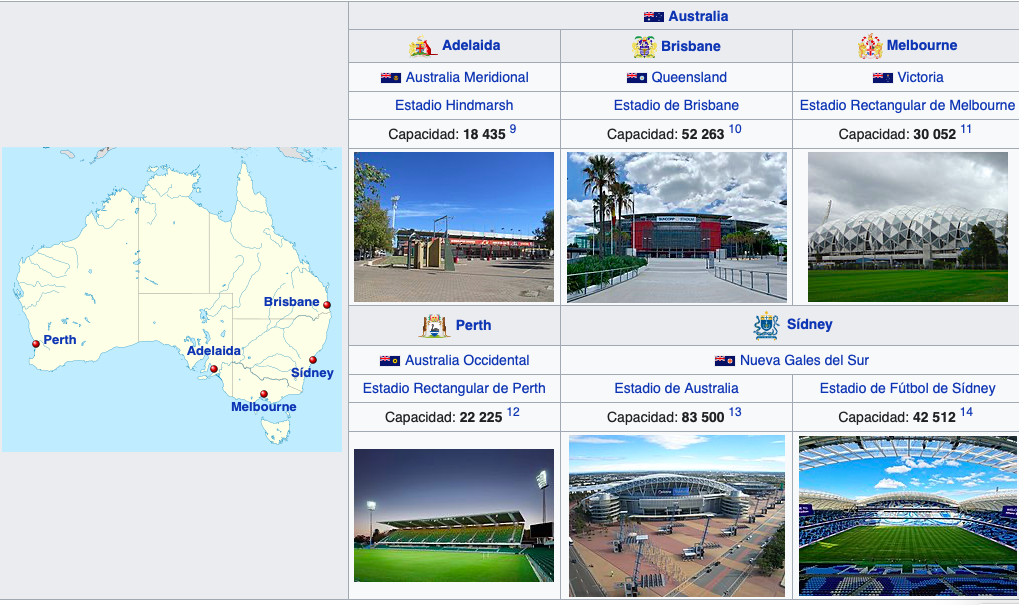 Australia
Adelaida
Brisbane
Melbourne
Australia Meridional
Queensland
Victoria
Estadio Hindmarsh
Estadio de Brisbane
Estadio Rectangular de Melbourne
Capacidad: 18 435 9
Capacidad: 52 263 10
Capacidad: 30 052 11
SUNCORP STADIUM
Brisbane
Perth
Adelaida
Sídney
Melbourne
Perth
Sídney
Australia Occidental
Nueva Gales del Sur
Estadio Rectangular de Perth
Estadio de Australia
Estadio de Fútbol de Sídney
Capacidad: 22 225 12
Capacidad: 83 500 13
Capacidad: 42 512 14